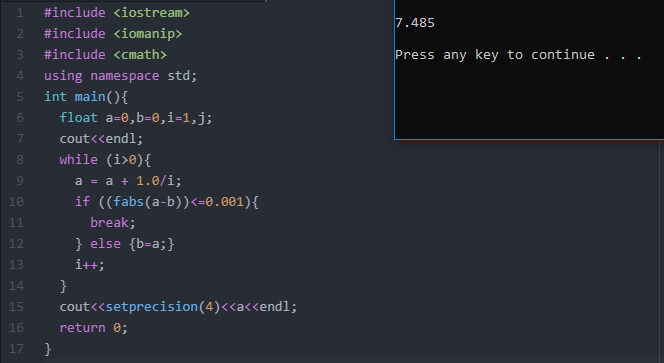 1 #include <iostream>
2 #include <iomanip>
3 #include <cmath>
4 using namespace std;
5 int main(){
6 float a=0,b=0,i=1,j;
7 cout<<endl;
8 while (i>0){
9 a = a + 1.0/i;
10 if ((fabs(a-b))<=0.001){
11 break;
12 } else {b=a;}
13 i++;
14 }
15 cout<<setprecision(4)<<a<<endl;
16 return 0;
17 }
7.485
Press any key to continue . . .